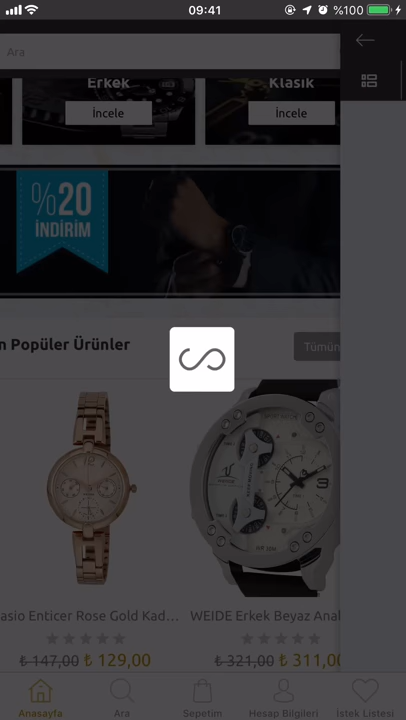 09:41
%100
Ara
Erkek
Klasik
İncele
İncele
%20
İNDİRİM
n Popüler Ürünler
Tümün
asio Enticer Rose Gold Kad...
WEIDE Erkek Beyaz Anal
₺ 147,00 ₺ 129,00
₺ 321,00 ₺ 311,00
Anasayfa
Ara
Sepetim
Hesap Bilgileri
İstek Listesi